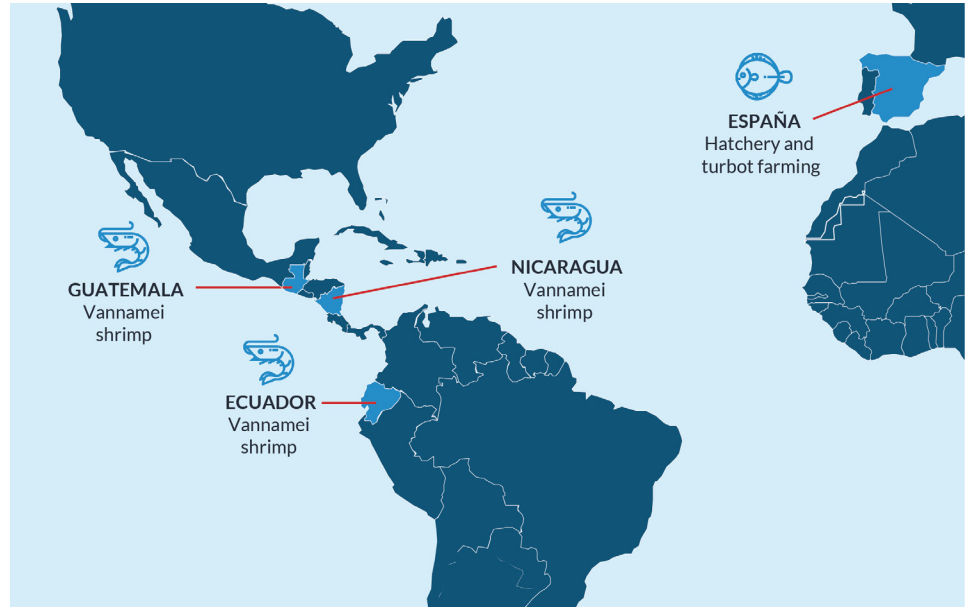 ESPAÑA
Hatchery and
turbot farming
GUATEMALA
Vannamei
shrimp
NICARAGUA
Vannamei
shrimp
ECUADOR
Vannamei
shrimp